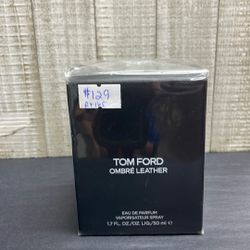 $129
TOM FORD
OMBRÉ LEATHER
EAU DE PARFUM
VAPORISATEUR SPRAY
1.7 FL. OZ./OZ. LIQ./50 ml ℮